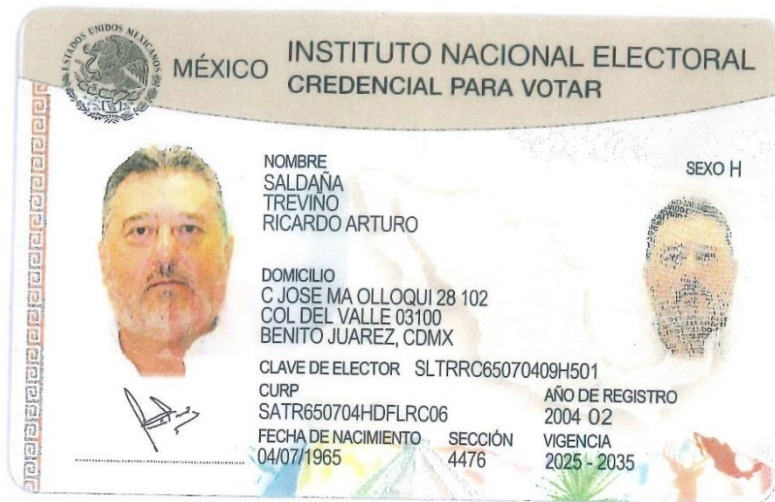 ESTADOS UNIDOS MEXICANOS
MÉXICO
INSTITUTO NACIONAL ELECTORAL
CREDENCIAL PARA VOTAR
NOMBRE
SALDAÑA
TREVIÑO
RICARDO ARTURO
SEXO H
DOMICILIO
C JOSE MA OLLOQUI 28 102
COL DEL VALLE 03100
BENITO JUAREZ, CDMX
CLAVE DE ELECTOR SLTRRC65070409H501
CURP
SATR650704HDFLRC06
AÑO DE REGISTRO
2004 02
FECHA DE NACIMIENTO
04/07/1965
SECCIÓN
4476
VIGENCIA
2025 - 2035